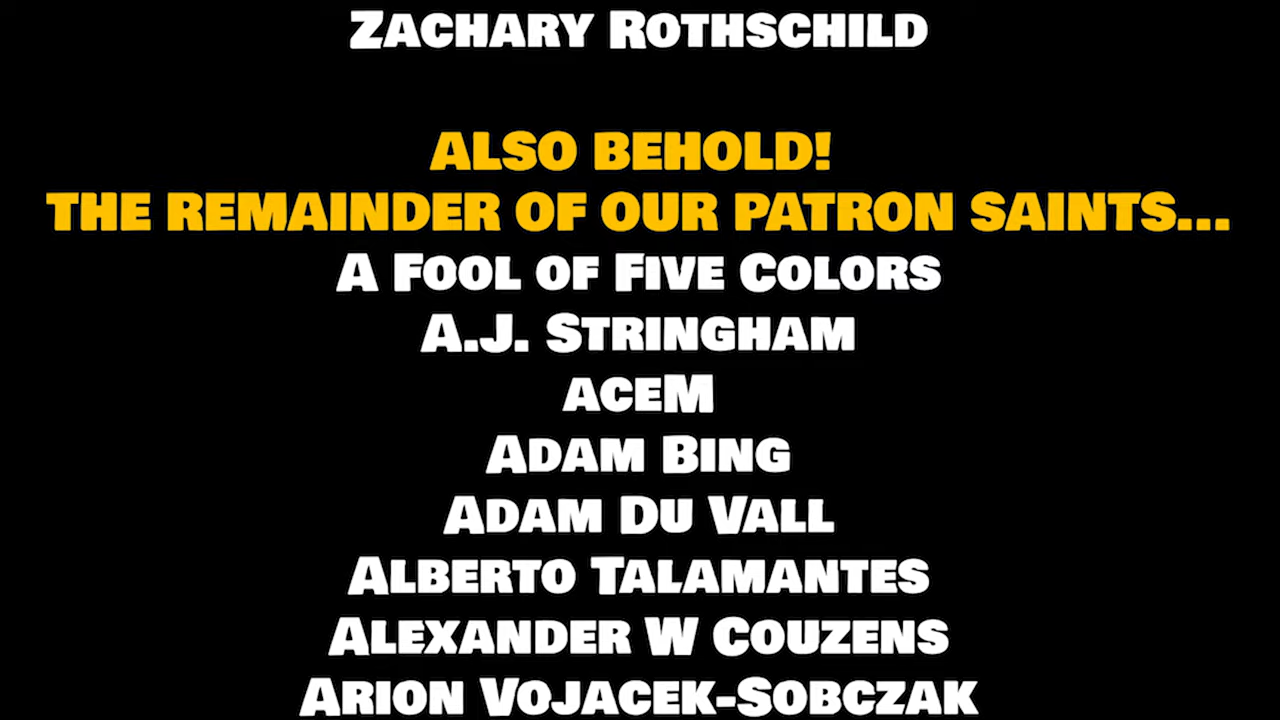 Zachary Rothschild
ALSO BEHOLD!
THE REMAINDER OF OUR PATRON SAINTS...
A Fool of Five Colors
A.J. Stringham
aceM
Adam Bing
Adam Du Vall
Alberto Talamantes
Alexander W Couzens
Arion Vojacek-Sobczak